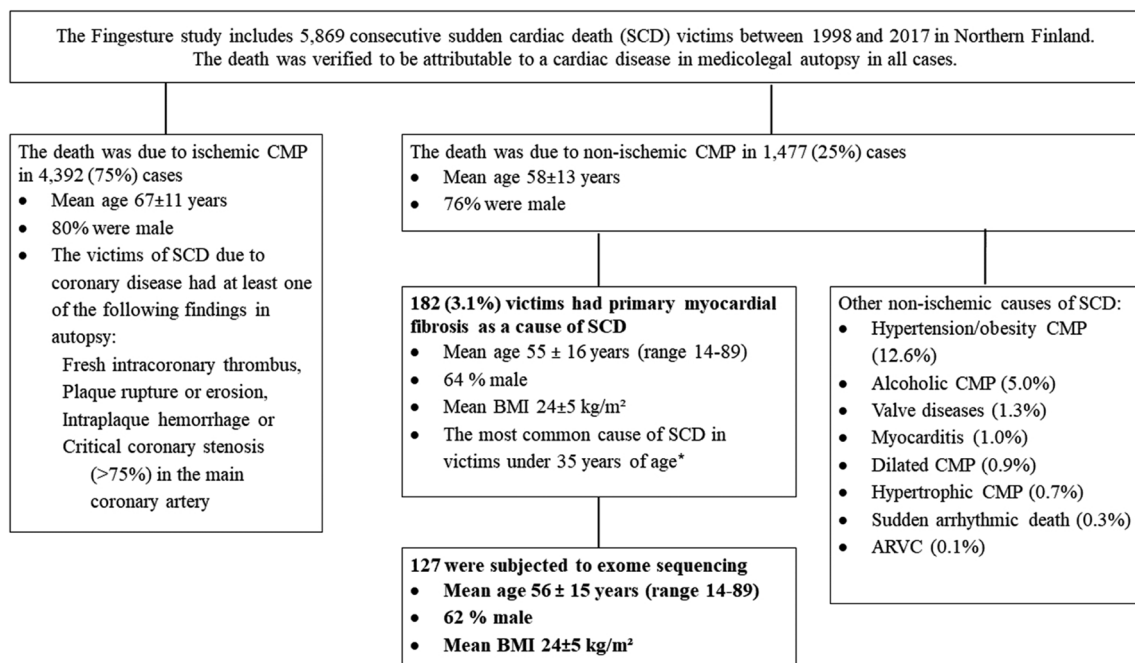 The Fingesture study includes 5,869 consecutive sudden cardiac death (SCD) victims between 1998 and 2017 in Northern Finland.
The death was verified to be attributable to a cardiac disease in medicolegal autopsy in all cases.
The death was due to ischemic CMP
in 4,392 (75%) cases
• Mean age 67±11 years
• 80% were male
• The victims of SCD due to
coronary disease had at least one
of the following findings in
autopsy:
Fresh intracoronary thrombus,
Plaque rupture or erosion,
Intraplaque hemorrhage or
Critical coronary stenosis
(>75%) in the main
coronary artery
The death was due to non-ischemic CMP in 1,477 (25%) cases
• Mean age 58±13 years
• 76% were male
182 (3.1%) victims had primary myocardial
fibrosis as a cause of SCD
• Mean age 55 ± 16 years (range 14-89)
• 64 % male
• Mean BMI 24±5 kg/m²
• The most common cause of SCD in
victims under 35 years of age*
Other non-ischemic causes of SCD:
• Hypertension/obesity CMP
(12.6%)
• Alcoholic CMP (5.0%)
• Valve diseases (1.3%)
• Myocarditis (1.0%)
• Dilated CMP (0.9%)
• Hypertrophic CMP (0.7%)
• Sudden arrhythmic death (0.3%)
• ARVC (0.1%)
127 were subjected to exome sequencing
• Mean age 56 ± 15 years (range 14-89)
• 62 % male
• Mean BMI 24±5 kg/m²